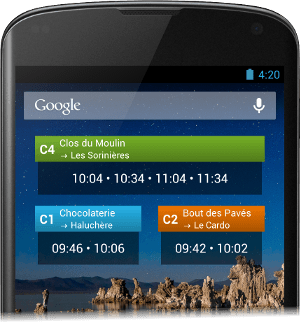 4:20
Google
C4 Clos du Moulin
→ Les Sorinières
10:04 • 10:34 • 11:04 • 11:34
C1 Chocolaterie
→ Haluchère
09:46 • 10:06
C2 Bout des Pavés
→ Le Cardo
09:42 • 10:02